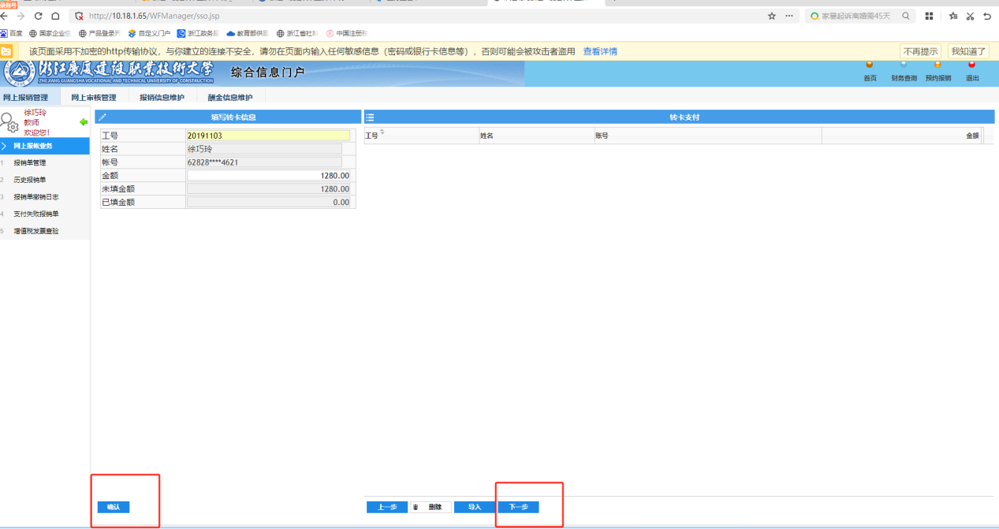 录账号
http://10.18.1.65/WFManager/sso.jsp
家暴起诉离婚需45天
百度
国家企业信
产品登录界
自定义门户
浙江政务服
教育部供需
浙江省社科
中国注册税
该页面采用不加密的http传输协议，与你建立的连接不安全，请勿在页面内输入任何敏感信息（密码或银行卡信息等），否则可能会被攻击者盗用 查看详情
不再提示
我知道了
浙江广厦建设职业技术大学
ZHEJIANG GUANGSHA VOCATIONAL AND TECHNICAL UNIVERSITY OF CONSTRUCTION
综合信息门户
首页
财务查询
预约报销
退出
网上报销管理
网上审核管理
报销信息维护
酬金信息维护
徐巧玲
教师
欢迎您!
网上报帐业务
1 报销单管理
2 历史报销单
3 报销单撤销日志
4 支付失败报销单
5 增值税发票查验
填写转卡信息
工号 20191103
姓名 徐巧玲
帐号 62828****4621
金额 1280.00
未填金额 1280.00
已填金额 0.00
确认
转卡支付
工号 姓名 账号 金额
上一步 删除 导入 下一步